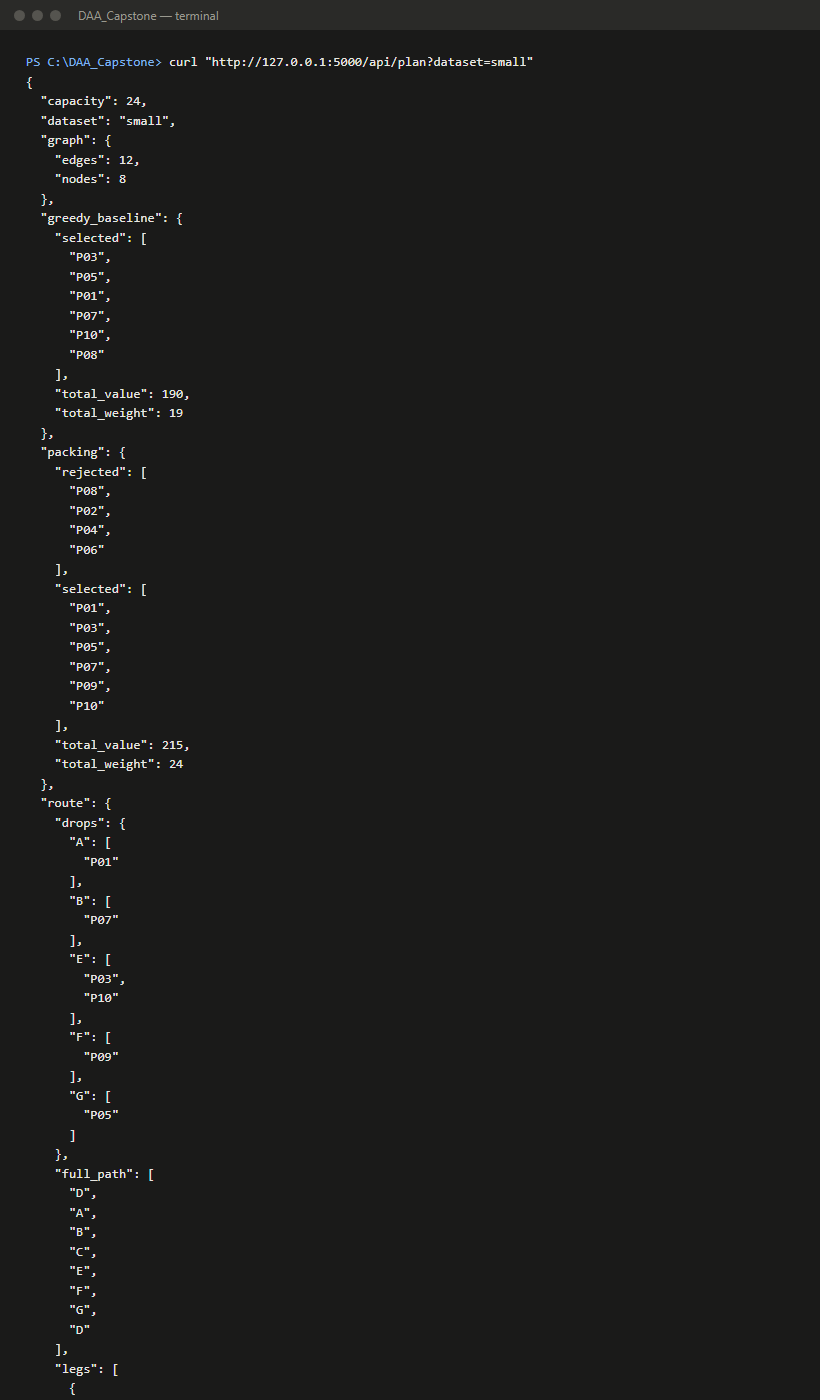 DAA_Capstone — terminal
PS C:\DAA_Capstone> curl "http://127.0.0.1:5000/api/plan?dataset=small"
{
  "capacity": 24,
  "dataset": "small",
  "graph": {
    "edges": 12,
    "nodes": 8
  },
  "greedy_baseline": {
    "selected": [
      "P03",
      "P05",
      "P01",
      "P07",
      "P10",
      "P08"
    ],
    "total_value": 190,
    "total_weight": 19
  },
  "packing": {
    "rejected": [
      "P08",
      "P02",
      "P04",
      "P06"
    ],
    "selected": [
      "P01",
      "P03",
      "P05",
      "P07",
      "P09",
      "P10"
    ],
    "total_value": 215,
    "total_weight": 24
  },
  "route": {
    "drops": {
      "A": [
        "P01"
      ],
      "B": [
        "P07"
      ],
      "E": [
        "P03",
        "P10"
      ],
      "F": [
        "P09"
      ],
      "G": [
        "P05"
      ]
    },
    "full_path": [
      "D",
      "A",
      "B",
      "C",
      "E",
      "F",
      "G",
      "D"
    ],
    "legs": [
      {